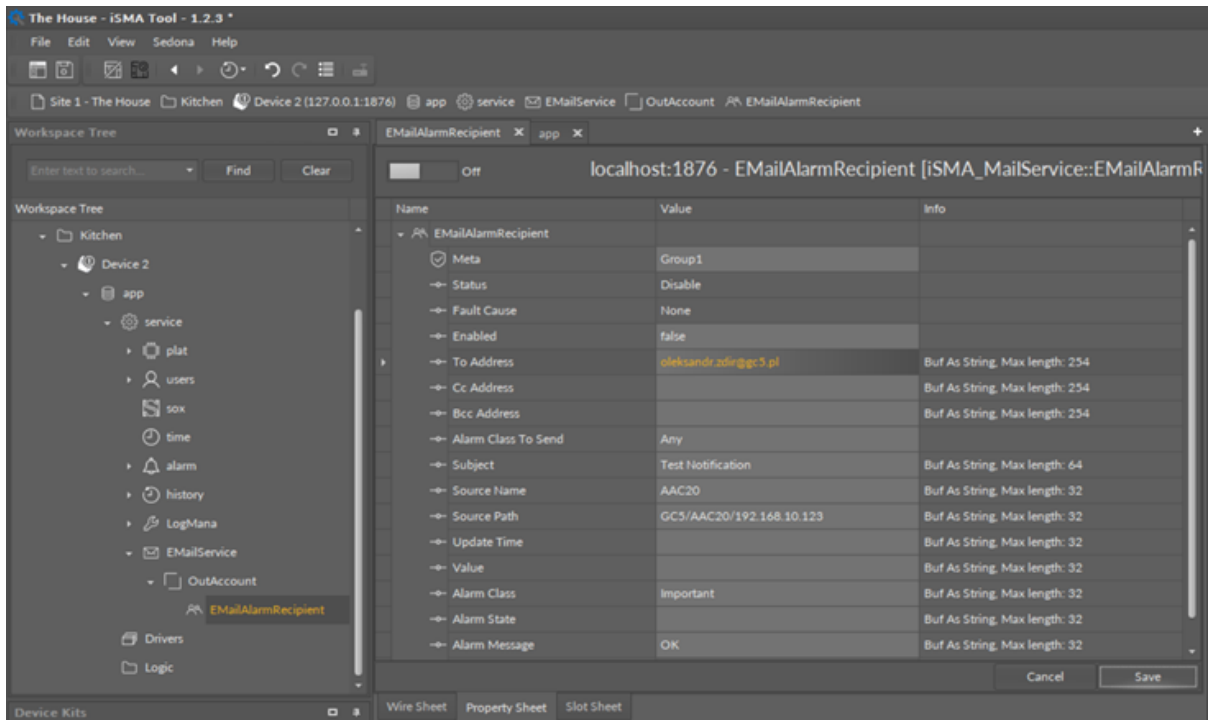 The House - iSMA Tool - 1.2.3 *
File Edit View Sedona Help
Site 1 - The House Kitchen Device 2 (127.0.0.1:1876) app service EMailService OutAccount EMailAlarmRecipient
Workspace Tree
EMailAlarmRecipient app
Enter text to search... Find Clear
Off localhost:1876 - EMailAlarmRecipient [iSMA_MailService::EMailAlarmR
Workspace Tree
Kitchen
Device 2
app
service
plat
users
sox
time
alarm
history
LogMana
EMailService
OutAccount
EMailAlarmRecipient
Drivers
Logic
Device Kits
Name Value Info
EMailAlarmRecipient
Meta Group1
Status Disable
Fault Cause None
Enabled false
To Address oleksandr.zdir@gc5.pl Buf As String, Max length: 254
Cc Address Buf As String, Max length: 254
Bcc Address Buf As String, Max length: 254
Alarm Class To Send Any
Subject Test Notification Buf As String, Max length: 64
Source Name AAC20 Buf As String, Max length: 32
Source Path GC5/AAC20/192.168.10.123 Buf As String, Max length: 32
Update Time Buf As String, Max length: 32
Value Buf As String, Max length: 32
Alarm Class Important Buf As String, Max length: 32
Alarm State Buf As String, Max length: 32
Alarm Message OK Buf As String, Max length: 32
Cancel Save
Wire Sheet Property Sheet Slot Sheet